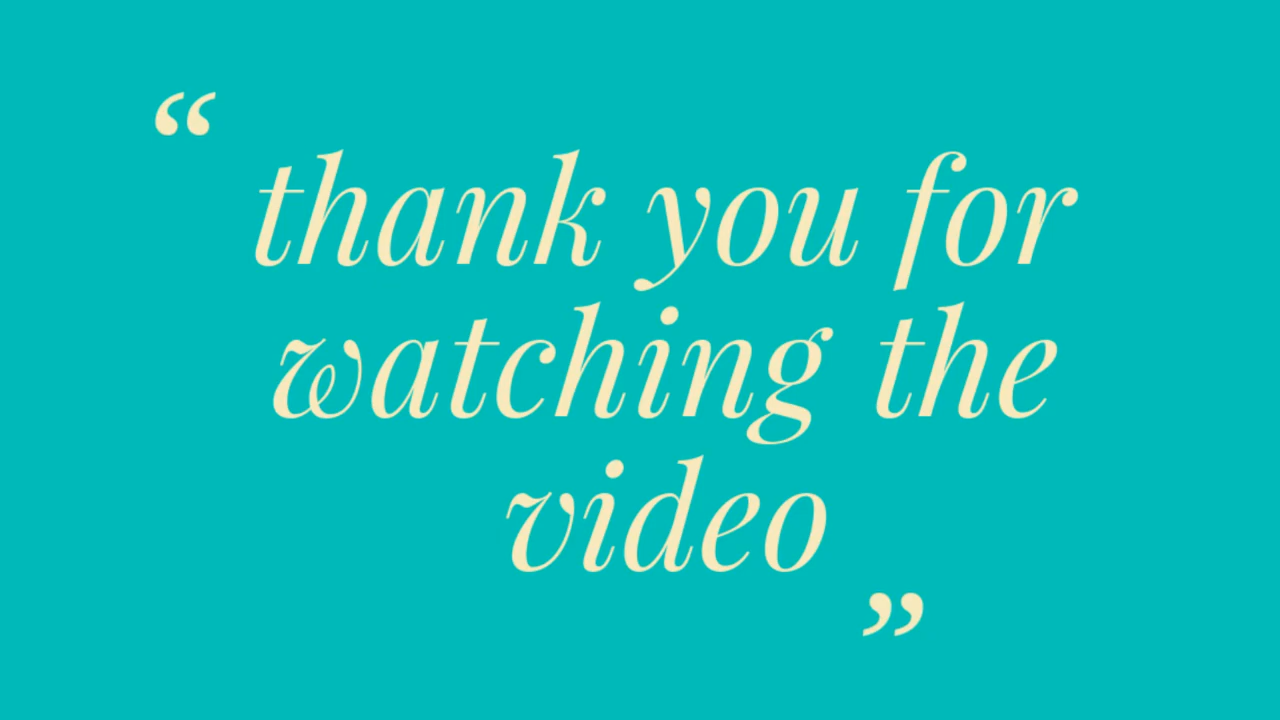 “
thank you for
watching the
video
”